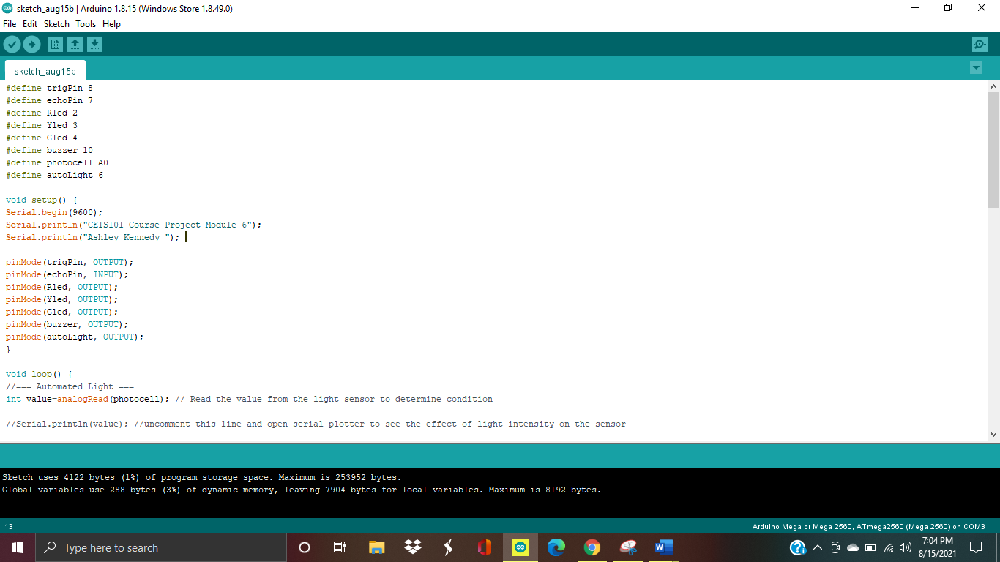 sketch_aug15b | Arduino 1.8.15 (Windows Store 1.8.49.0)
File Edit Sketch Tools Help
sketch_aug15b
#define trigPin 8
#define echoPin 7
#define Rled 2
#define Yled 3
#define Gled 4
#define buzzer 10
#define photocell A0
#define autoLight 6
void setup() {
Serial.begin(9600);
Serial.println("CEIS101 Course Project Module 6");
Serial.println("Ashley Kennedy ");
pinMode(trigPin, OUTPUT);
pinMode(echoPin, INPUT);
pinMode(Rled, OUTPUT);
pinMode(Yled, OUTPUT);
pinMode(Gled, OUTPUT);
pinMode(buzzer, OUTPUT);
pinMode(autoLight, OUTPUT);
}
void loop() {
//=== Automated Light ===
int value=analogRead(photocell); // Read the value from the light sensor to determine condition
//Serial.println(value); //uncomment this line and open serial plotter to see the effect of light intensity on the sensor
Sketch uses 4122 bytes (1%) of program storage space. Maximum is 253952 bytes.
Global variables use 288 bytes (3%) of dynamic memory, leaving 7904 bytes for local variables. Maximum is 8192 bytes.
13 Arduino Mega or Mega 2560, ATmega2560 (Mega 2560) on COM3
Type here to search
7:04 PM
8/15/2021